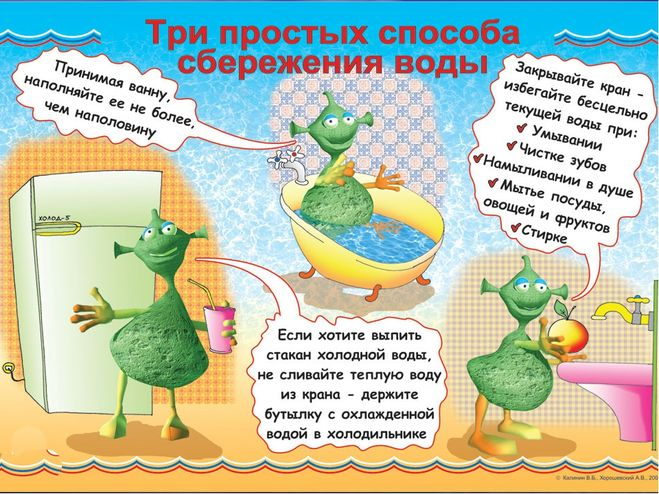 Три простых способа
сбережения воды
Принимая ванну,
наполняйте ее не более,
чем наполовину
Закрывайте кран -
избегайте бесцельно
текущей воды при:
Умывании
Чистке зубов
Намыливании в душе
Мытье посуды,
овощей и фруктов
Стирке
ХОЛОД-5
Если хотите выпить
стакан холодной воды,
не сливайте теплую воду
из крана - держите
бутылку с охлажденной
водой в холодильнике
© Калинин В.Б., Хорошевский А.В.,